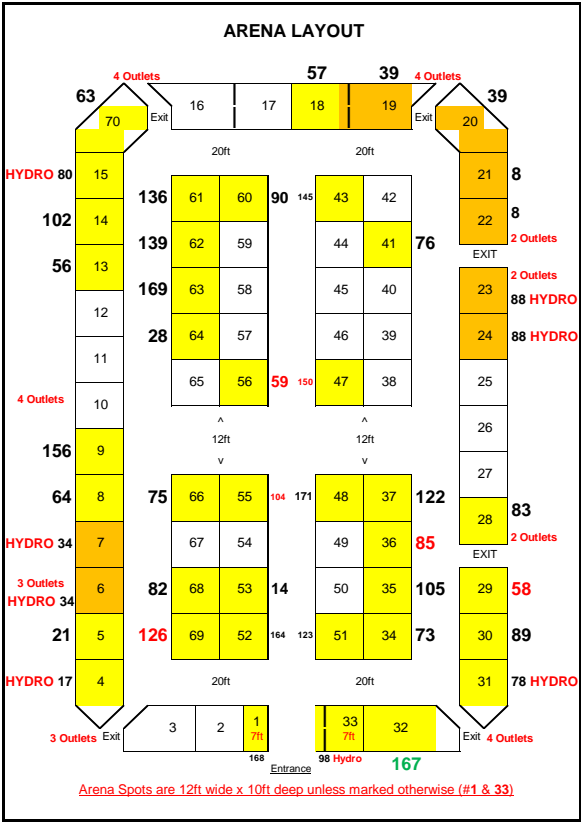 ARENA LAYOUT
57 39
4 Outlets 4 Outlets
63 39
16 17 18 19
70 Exit Exit 20
20ft 20ft
HYDRO 80 15 21 8
136 61 60 90 145 43 42
102 14 22 8
139 62 59 44 41 76
2 Outlets
EXIT
56 13
2 Outlets
169 63 58 45 40 23
88 HYDRO
12
28 64 57 46 39 24 88 HYDRO
11
65 56 59 150 47 38 25
4 Outlets 10
^ ^
26
12ft 12ft
156 9
v v
27
64 8 75 66 55 104 171 48 37 122
83
28
2 Outlets
HYDRO 34 7 67 54 49 36 85
EXIT
3 Outlets
6 82 68 53 14 50 35 105 29 58
HYDRO 34
21 5 126 69 52 164 123 51 34 73 30 89
HYDRO 17 4 20ft 20ft 31 78 HYDRO
3 2 1 33 32
7ft 7ft
3 Outlets Exit Exit 4 Outlets
168 98 Hydro 167
Entrance
Arena Spots are 12ft wide x 10ft deep unless marked otherwise (#1 & 33)